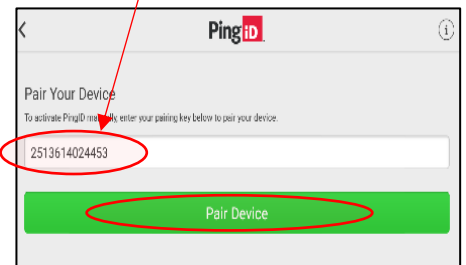 PingID
Pair Your Device
To activate PingID manually, enter your pairing key below to pair your device.
2513614024453
Pair Device